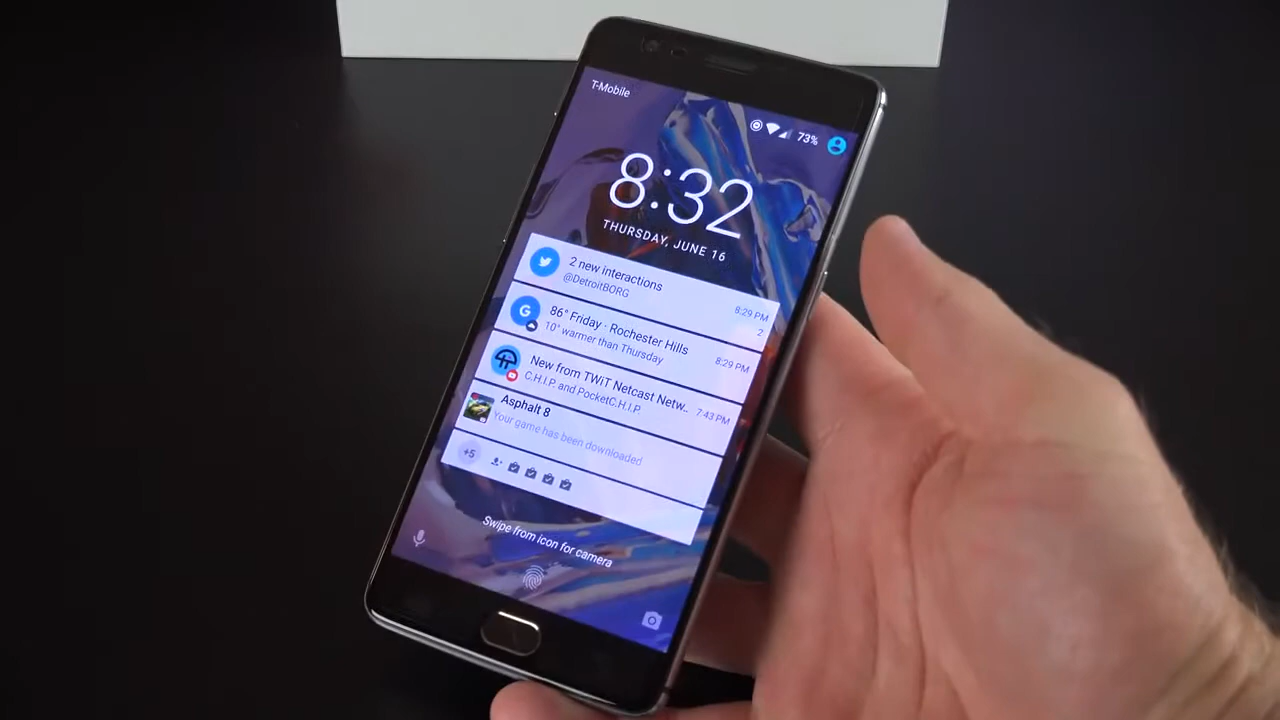 T-Mobile
73%
8:32
THURSDAY, JUNE 16
2 new interactions
@DetroitBORG
8:29 PM
2
G
86° Friday · Rochester Hills
10° warmer than Thursday
8:29 PM
New from TWiT Netcast Netw..
C.H.I.P. and PocketC.H.I.P.
7:43 PM
Asphalt 8
Your game has been downloaded
+5
Swipe from icon for camera